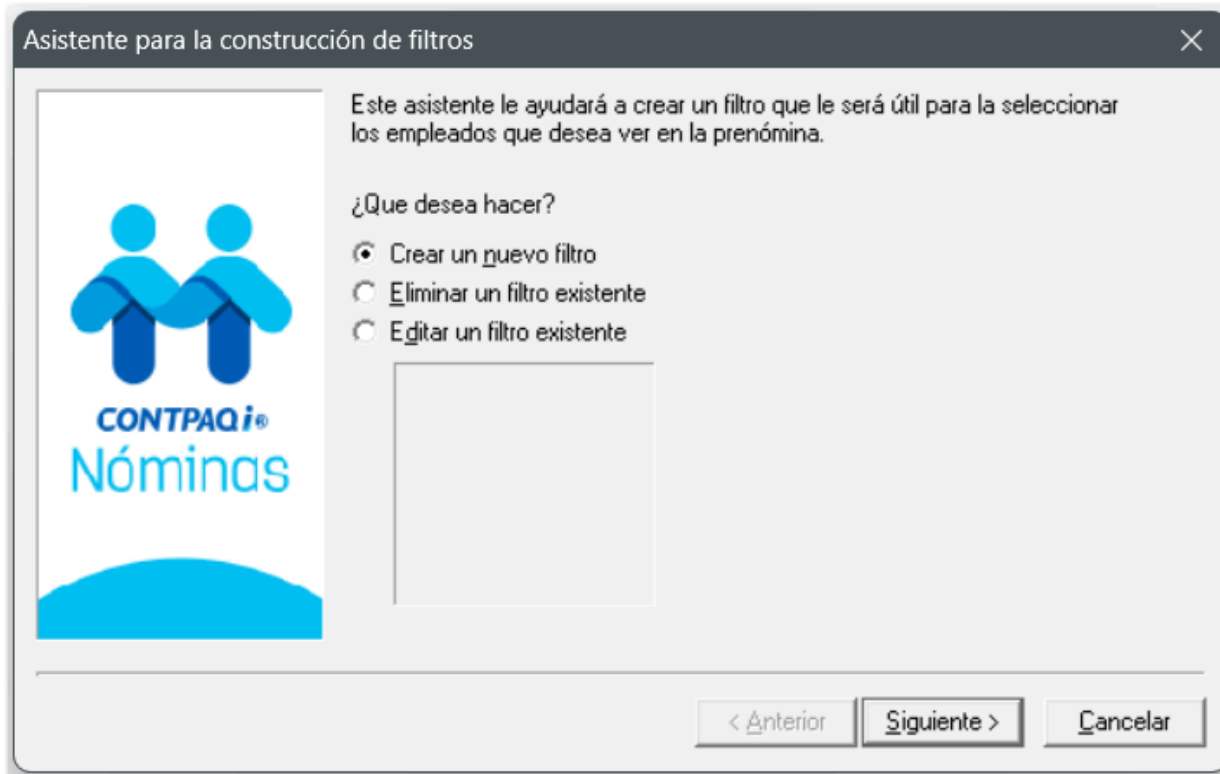 Asistente para la construcción de filtros
Este asistente le ayudará a crear un filtro que le será útil para la seleccionar
los empleados que desea ver en la prenómina.
¿Que desea hacer?
Crear un nuevo filtro
Eliminar un filtro existente
Editar un filtro existente
CONTPAQi®
Nóminas
< Anterior
Siguiente >
Cancelar